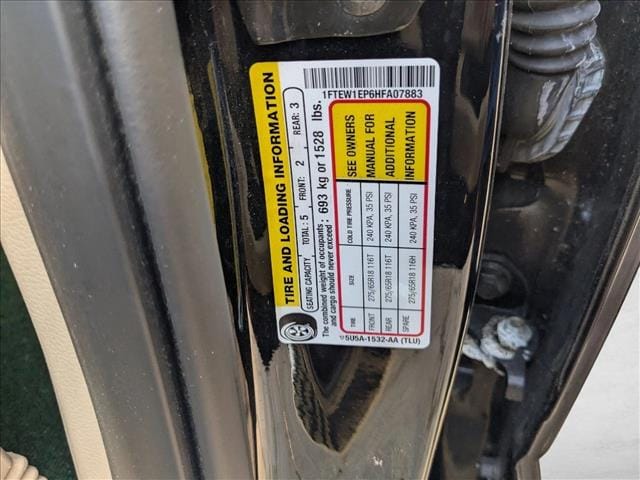 1FTEW1EP6HFA07883
TIRE AND LOADING INFORMATION
SEATING CAPACITY TOTAL: 5 FRONT: 2 REAR: 3
The combined weight of occupants
and cargo should never exceed: 693 kg or 1528 lbs.
TIRE SIZE COLD TIRE PRESSURE
FRONT 275/65R18 116T 240 KPA, 35 PSI
REAR 275/65R18 116T 240 KPA, 35 PSI
SPARE 275/65R18 116H 240 KPA, 35 PSI
SEE OWNERS
MANUAL FOR
ADDITIONAL
INFORMATION
5U5A-1532-AA (TLU)